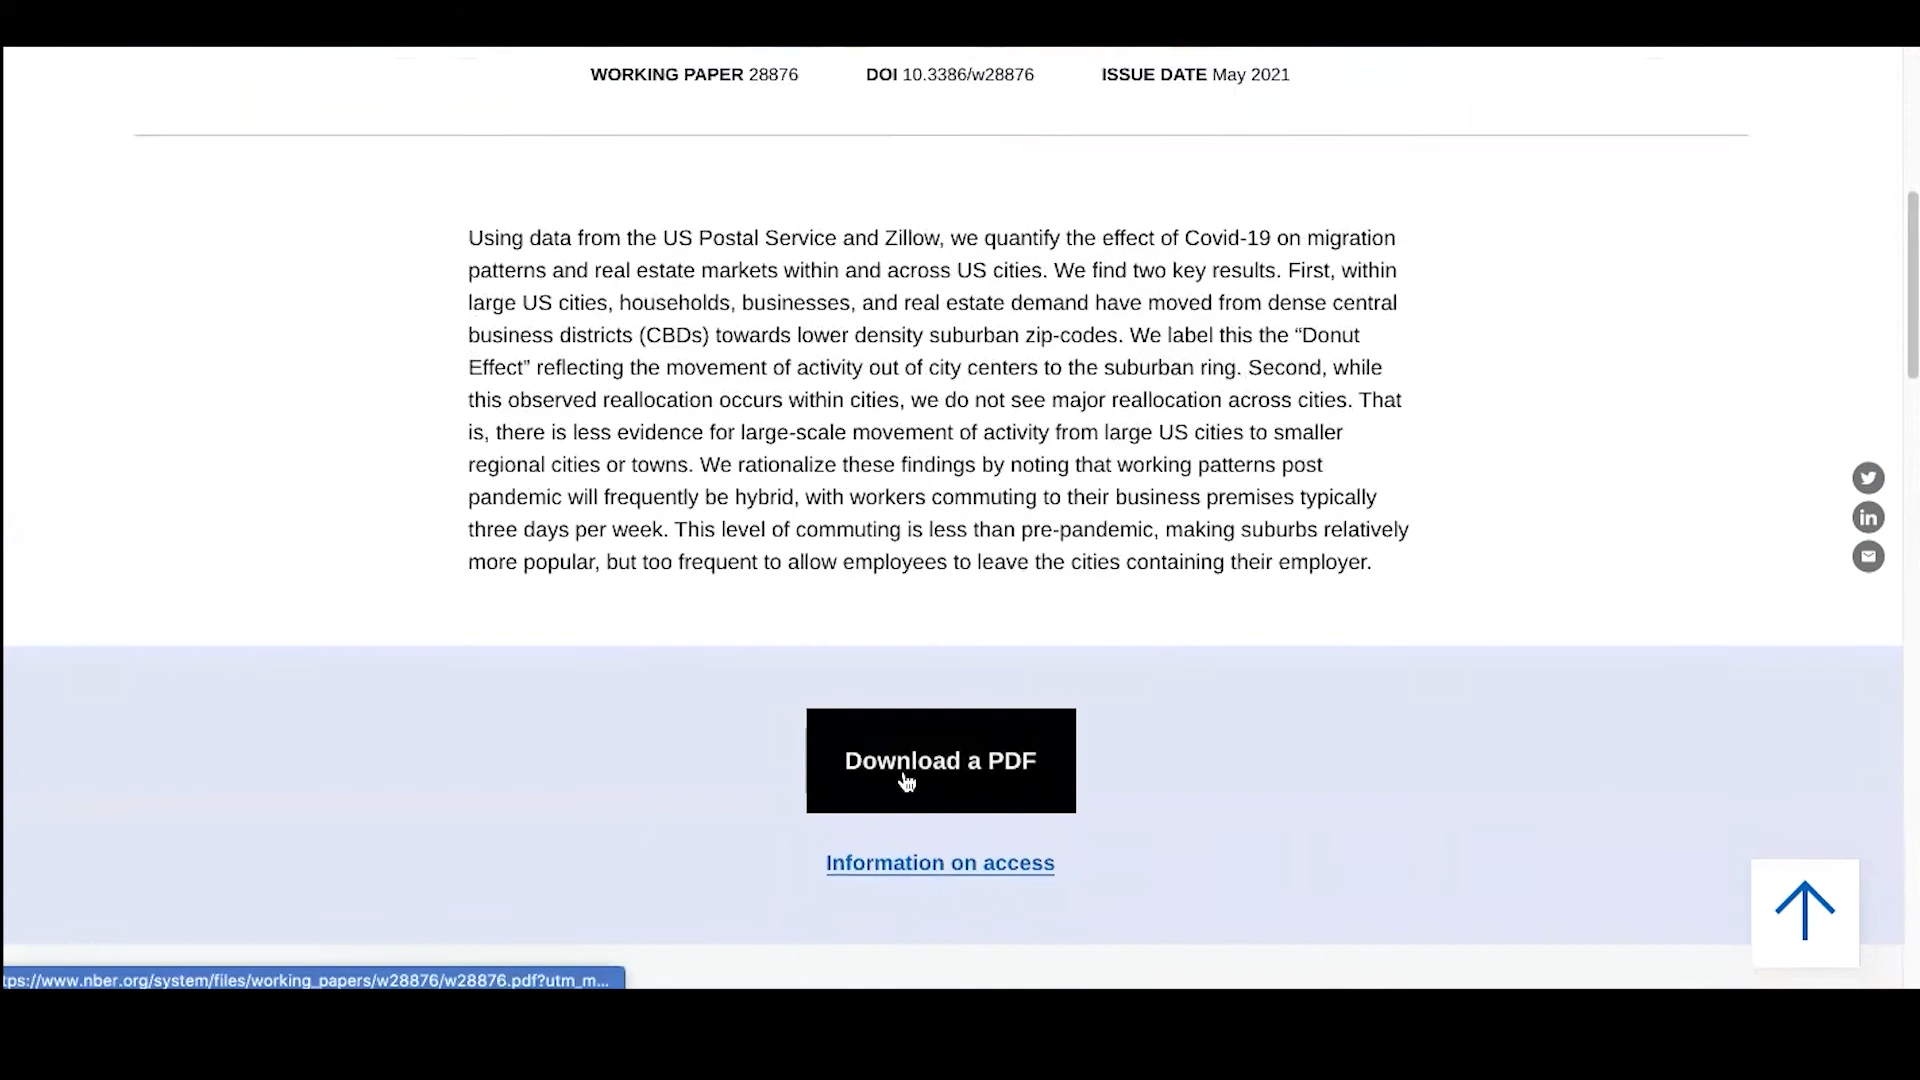 WORKING PAPER 28876 DOI 10.3386/w28876 ISSUE DATE May 2021
Using data from the US Postal Service and Zillow, we quantify the effect of Covid-19 on migration
patterns and real estate markets within and across US cities. We find two key results. First, within
large US cities, households, businesses, and real estate demand have moved from dense central
business districts (CBDs) towards lower density suburban zip-codes. We label this the “Donut
Effect” reflecting the movement of activity out of city centers to the suburban ring. Second, while
this observed reallocation occurs within cities, we do not see major reallocation across cities. That
is, there is less evidence for large-scale movement of activity from large US cities to smaller
regional cities or towns. We rationalize these findings by noting that working patterns post
pandemic will frequently be hybrid, with workers commuting to their business premises typically
three days per week. This level of commuting is less than pre-pandemic, making suburbs relatively
more popular, but too frequent to allow employees to leave the cities containing their employer.
in
Download a PDF
Information on access
tps://www.nber.org/system/files/working_papers/w28876/w28876.pdf?utm_m...